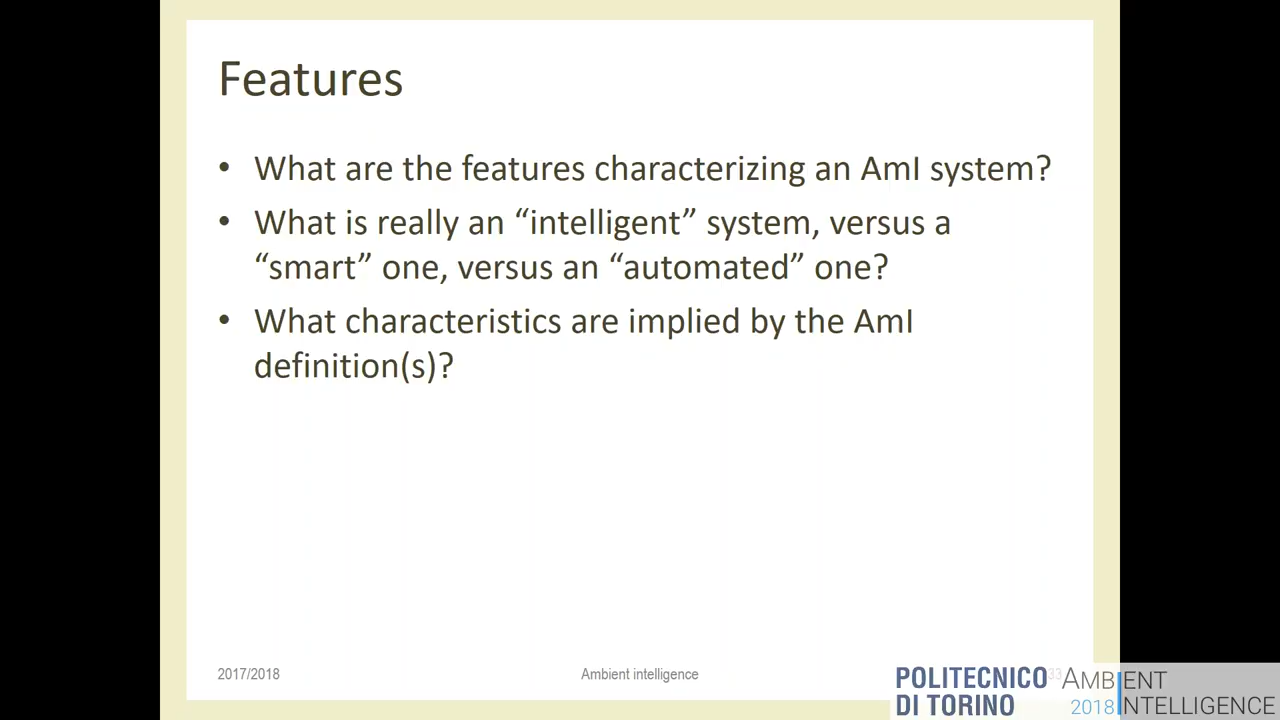 Features
• What are the features characterizing an AmI system?
• What is really an “intelligent” system, versus a
“smart” one, versus an “automated” one?
• What characteristics are implied by the AmI
definition(s)?
2017/2018
Ambient intelligence
33
POLITECNICO
DI TORINO
AMBIENT
2018 INTELLIGENCE